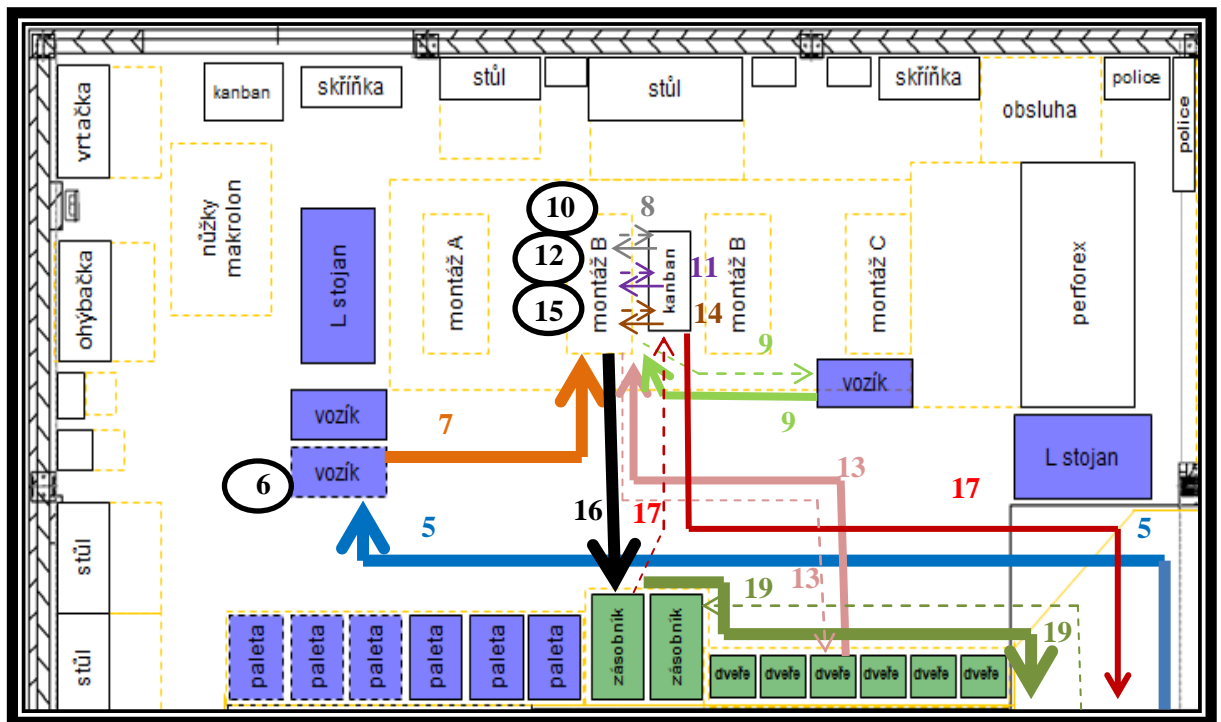 vrtačka
kanban
skříňka
stůl
stůl
skříňka
obsluha
police
police
nůžky
makrolon
ohýbačka
L stojan
montáž A
10
12
15
montáž B
8
kanban
11
14
montáž B
montáž C
perforex
9
vozík
9
vozík
7
vozík
6
L stojan
13
17
16
17
5
5
stůl
13
19
19
stůl
paleta
paleta
paleta
paleta
paleta
paleta
zásobník
zásobník
dveře
dveře
dveře
dveře
dveře
dveře